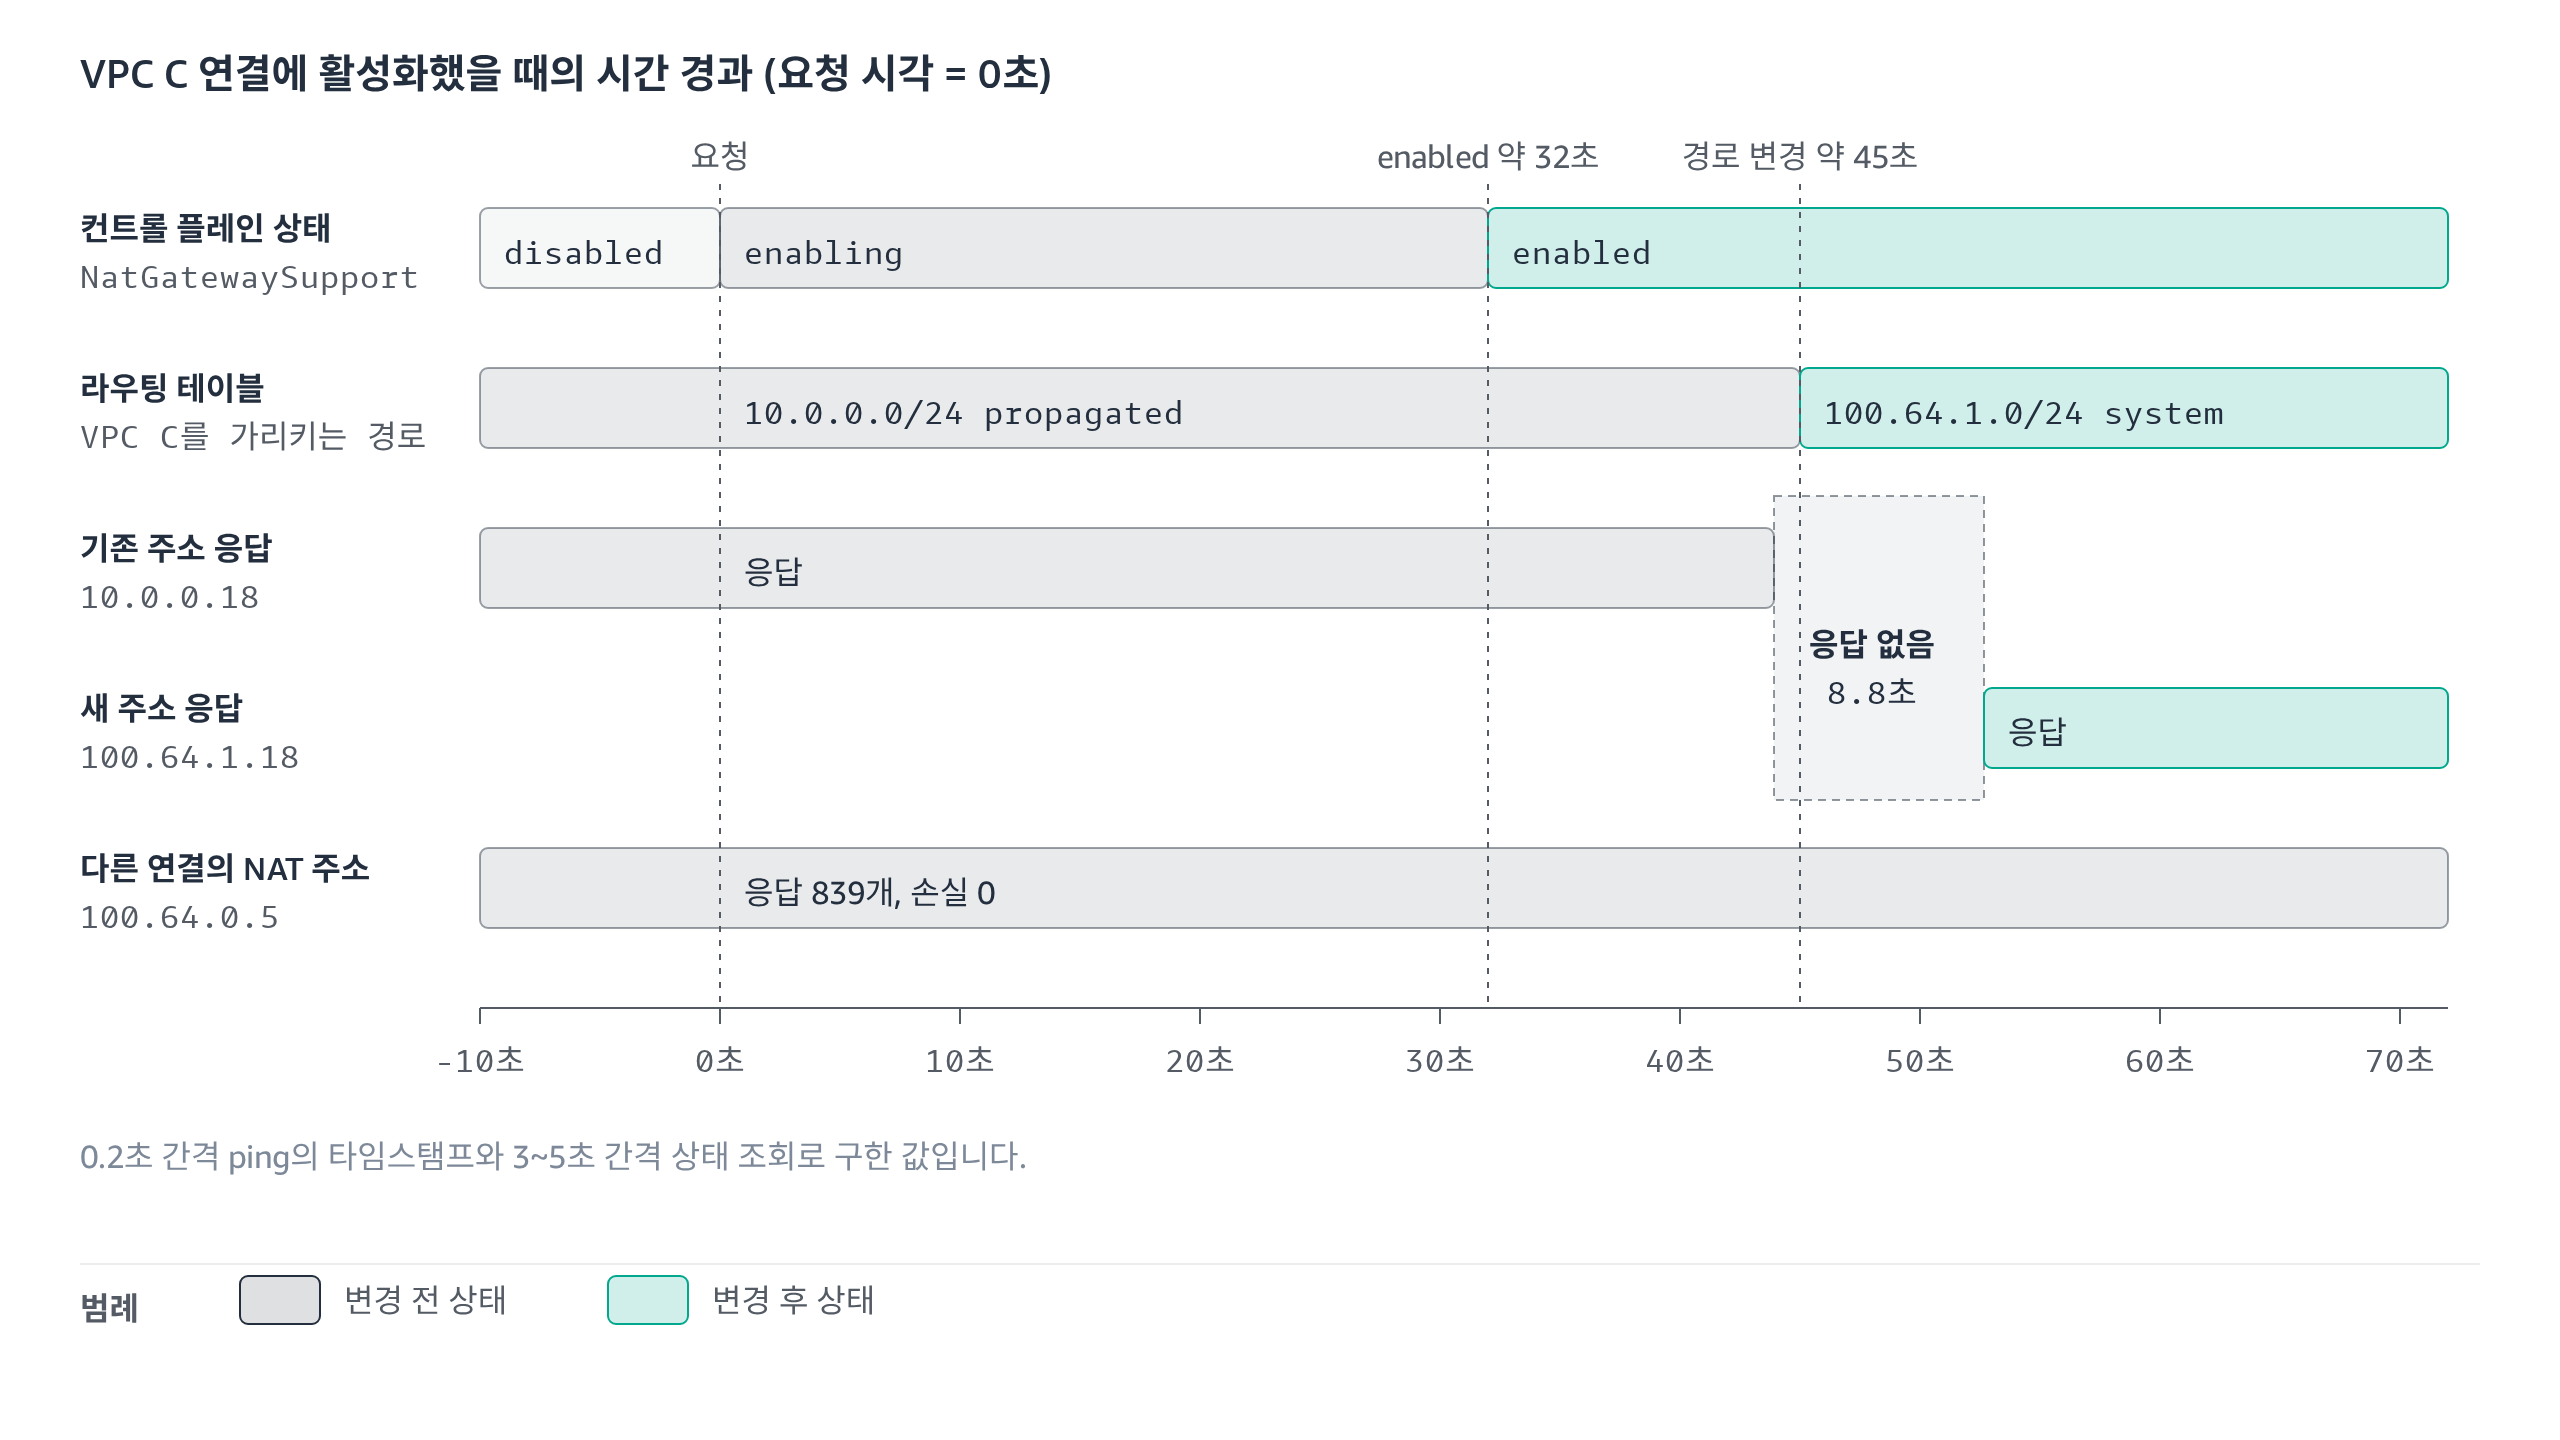 VPC C 연결에 활성화했을 때의 시간 경과 (요청 시각 = 0초)
요청
enabled 약 32초
경로 변경 약 45초
컨트롤 플레인 상태
NatGatewaySupport
disabled
enabling
enabled
라우팅 테이블
VPC C를 가리키는 경로
10.0.0.0/24 propagated
100.64.1.0/24 system
기존 주소 응답
10.0.0.18
응답
응답 없음
8.8초
새 주소 응답
100.64.1.18
응답
다른 연결의 NAT 주소
100.64.0.5
응답 839개, 손실 0
-10초
0초
10초
20초
30초
40초
50초
60초
70초
0.2초 간격 ping의 타임스탬프와 3~5초 간격 상태 조회로 구한 값입니다.
범례
변경 전 상태
변경 후 상태